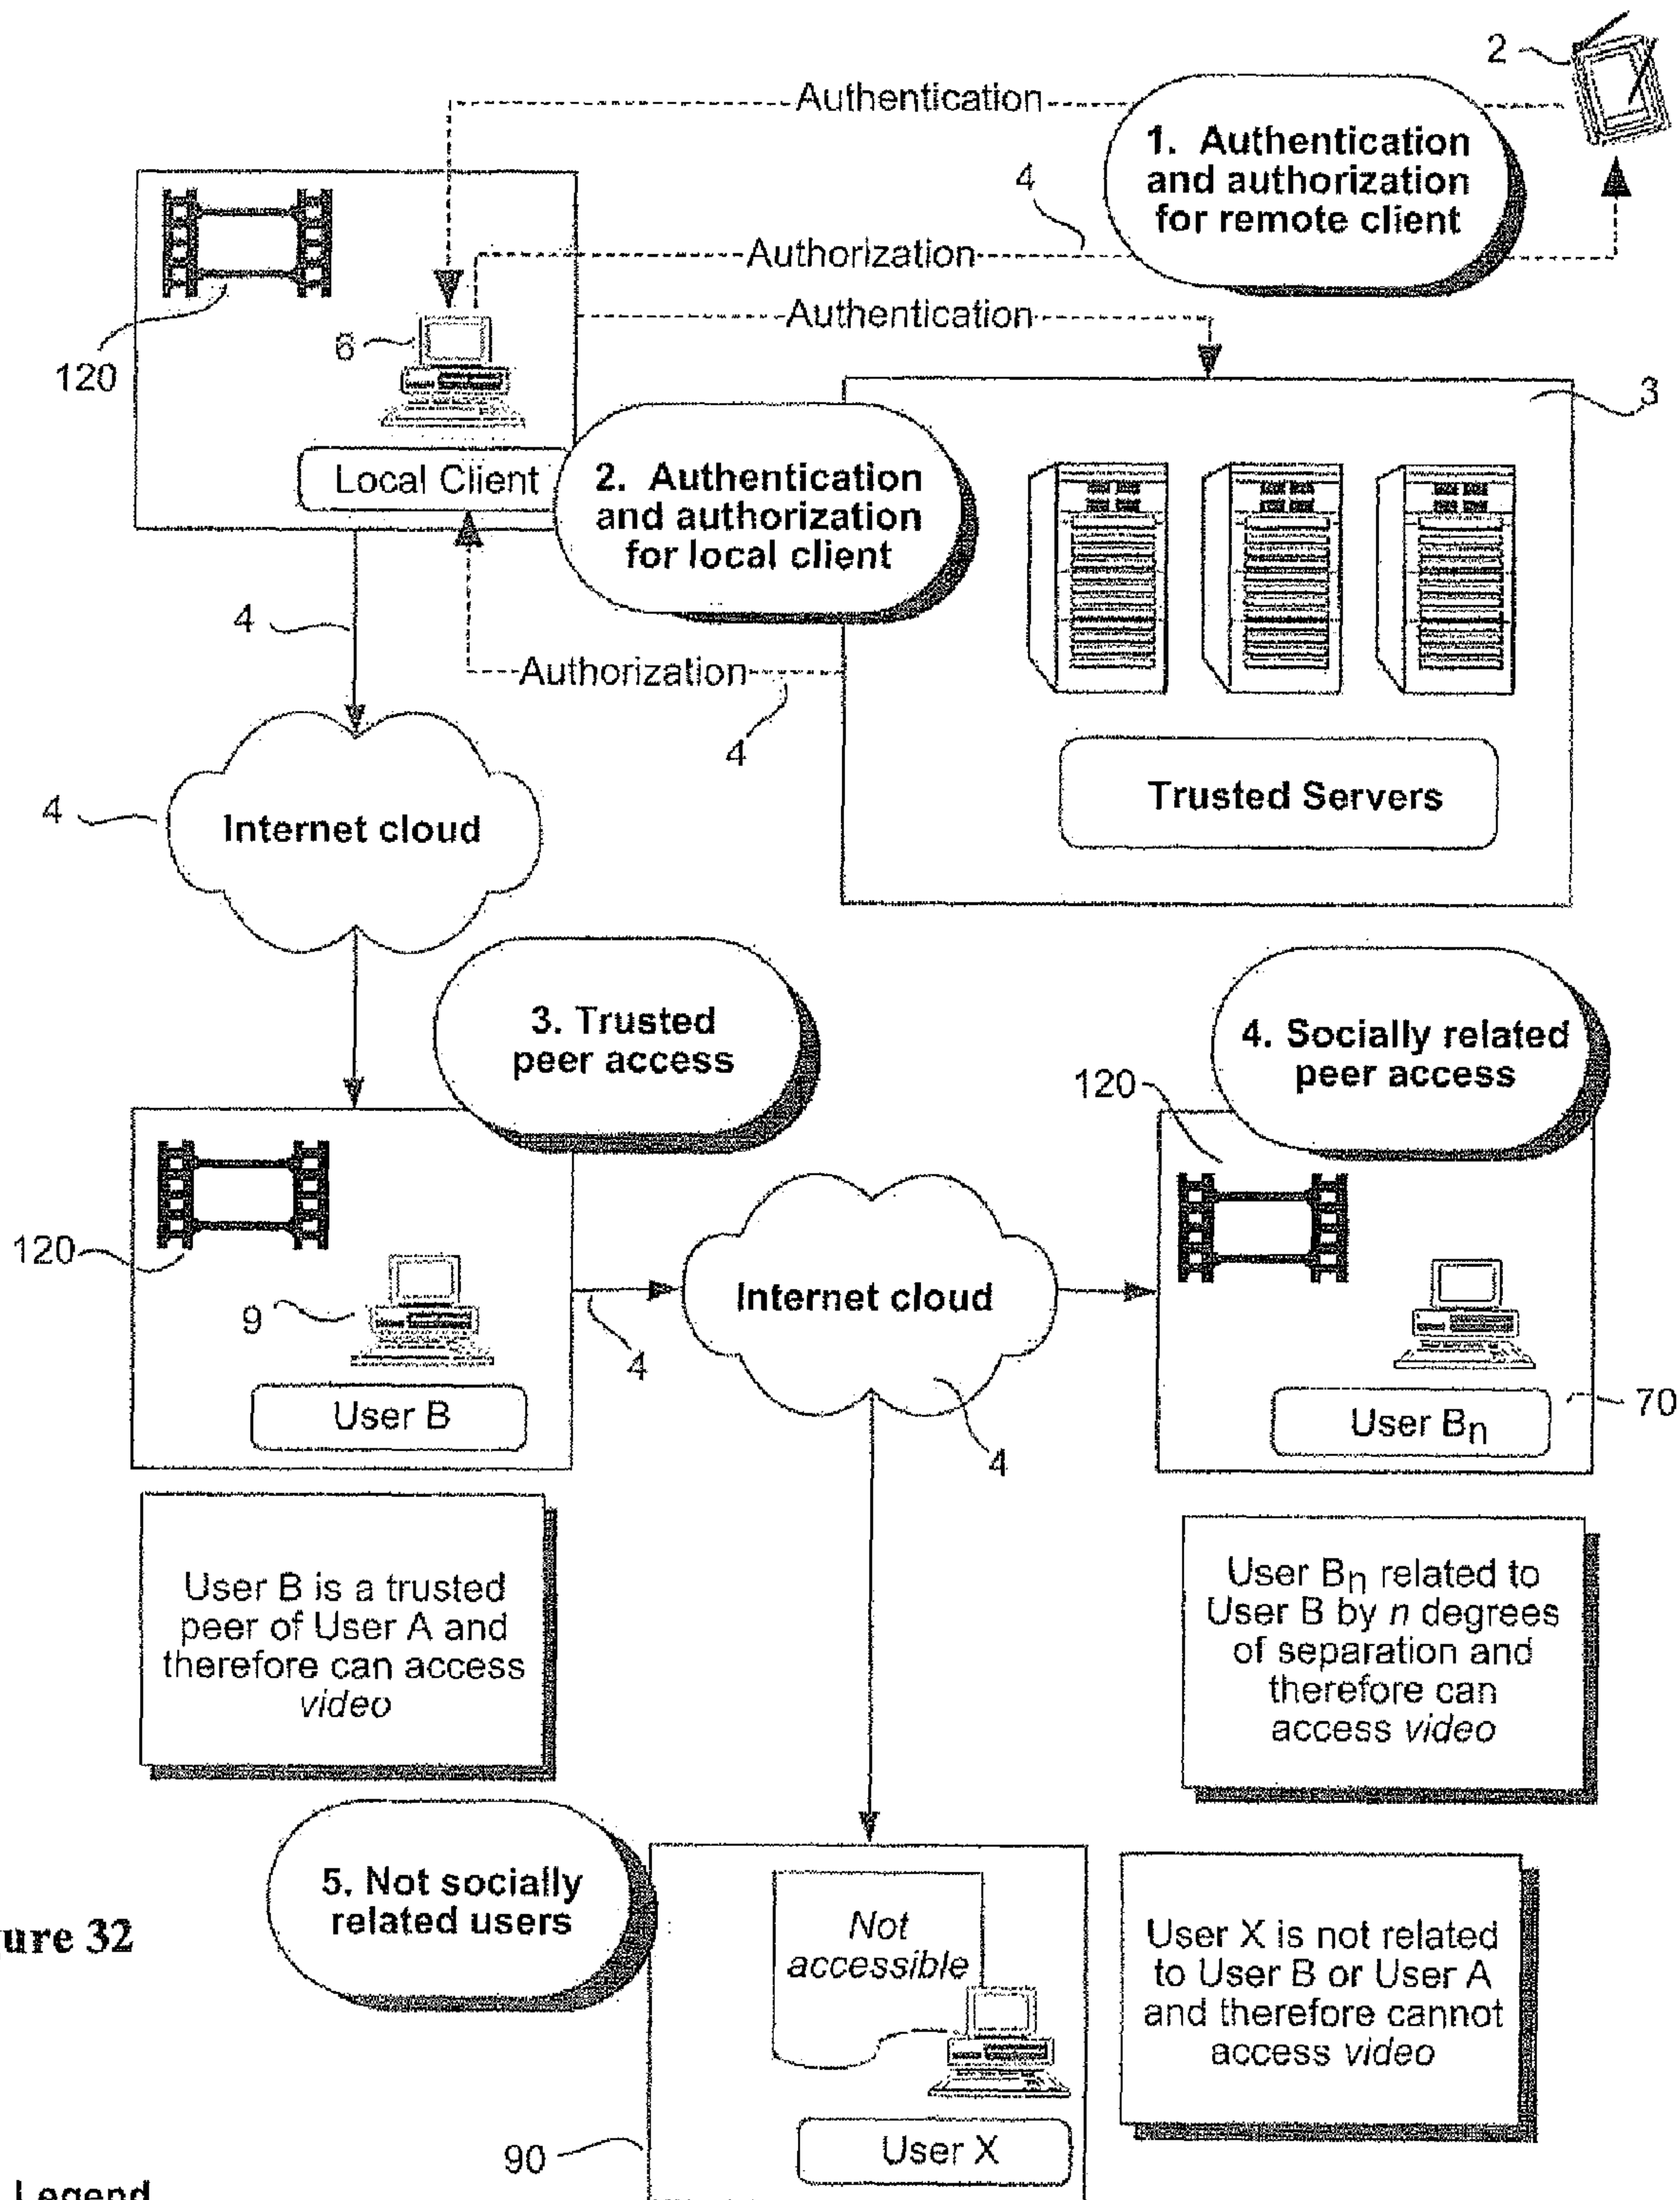 2
Authentication
1. Authentication
and authorization
for remote client
4
Authorization
Authentication
6
120
3
Local Client
2. Authentication
and authorization
for local client
4
Authorization
4
Trusted Servers
4
Internet cloud
3. Trusted
peer access
4. Socially related
peer access
120
120
9
Internet cloud
4
User B
User Bn
70
4
User B is a trusted
peer of User A and
therefore can access
video
User Bn related to
User B by n degrees
of separation and
therefore can
access video
5. Not socially
related users
ure 32
Not
accessible
User X is not related
to User B or User A
and therefore cannot
access video
90
User X
Legend